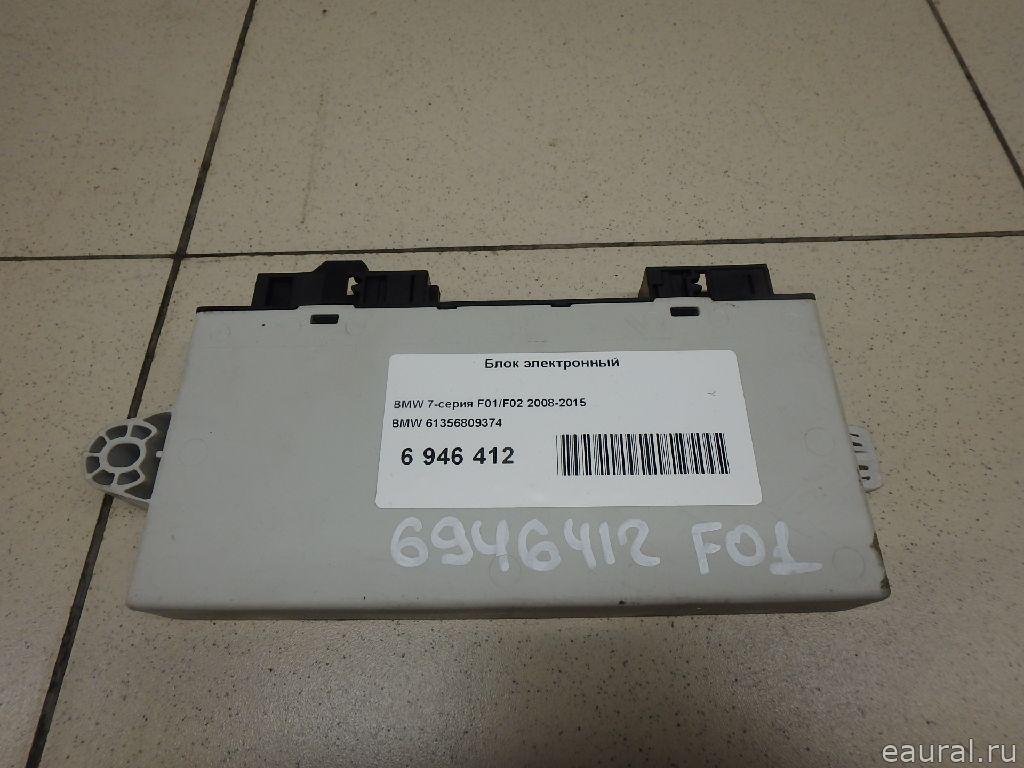 Блок электронный
BMW 7-серия F01/F02 2008-2015
BMW 61356809374
6 946 412
6946412 F01
eaural.ru